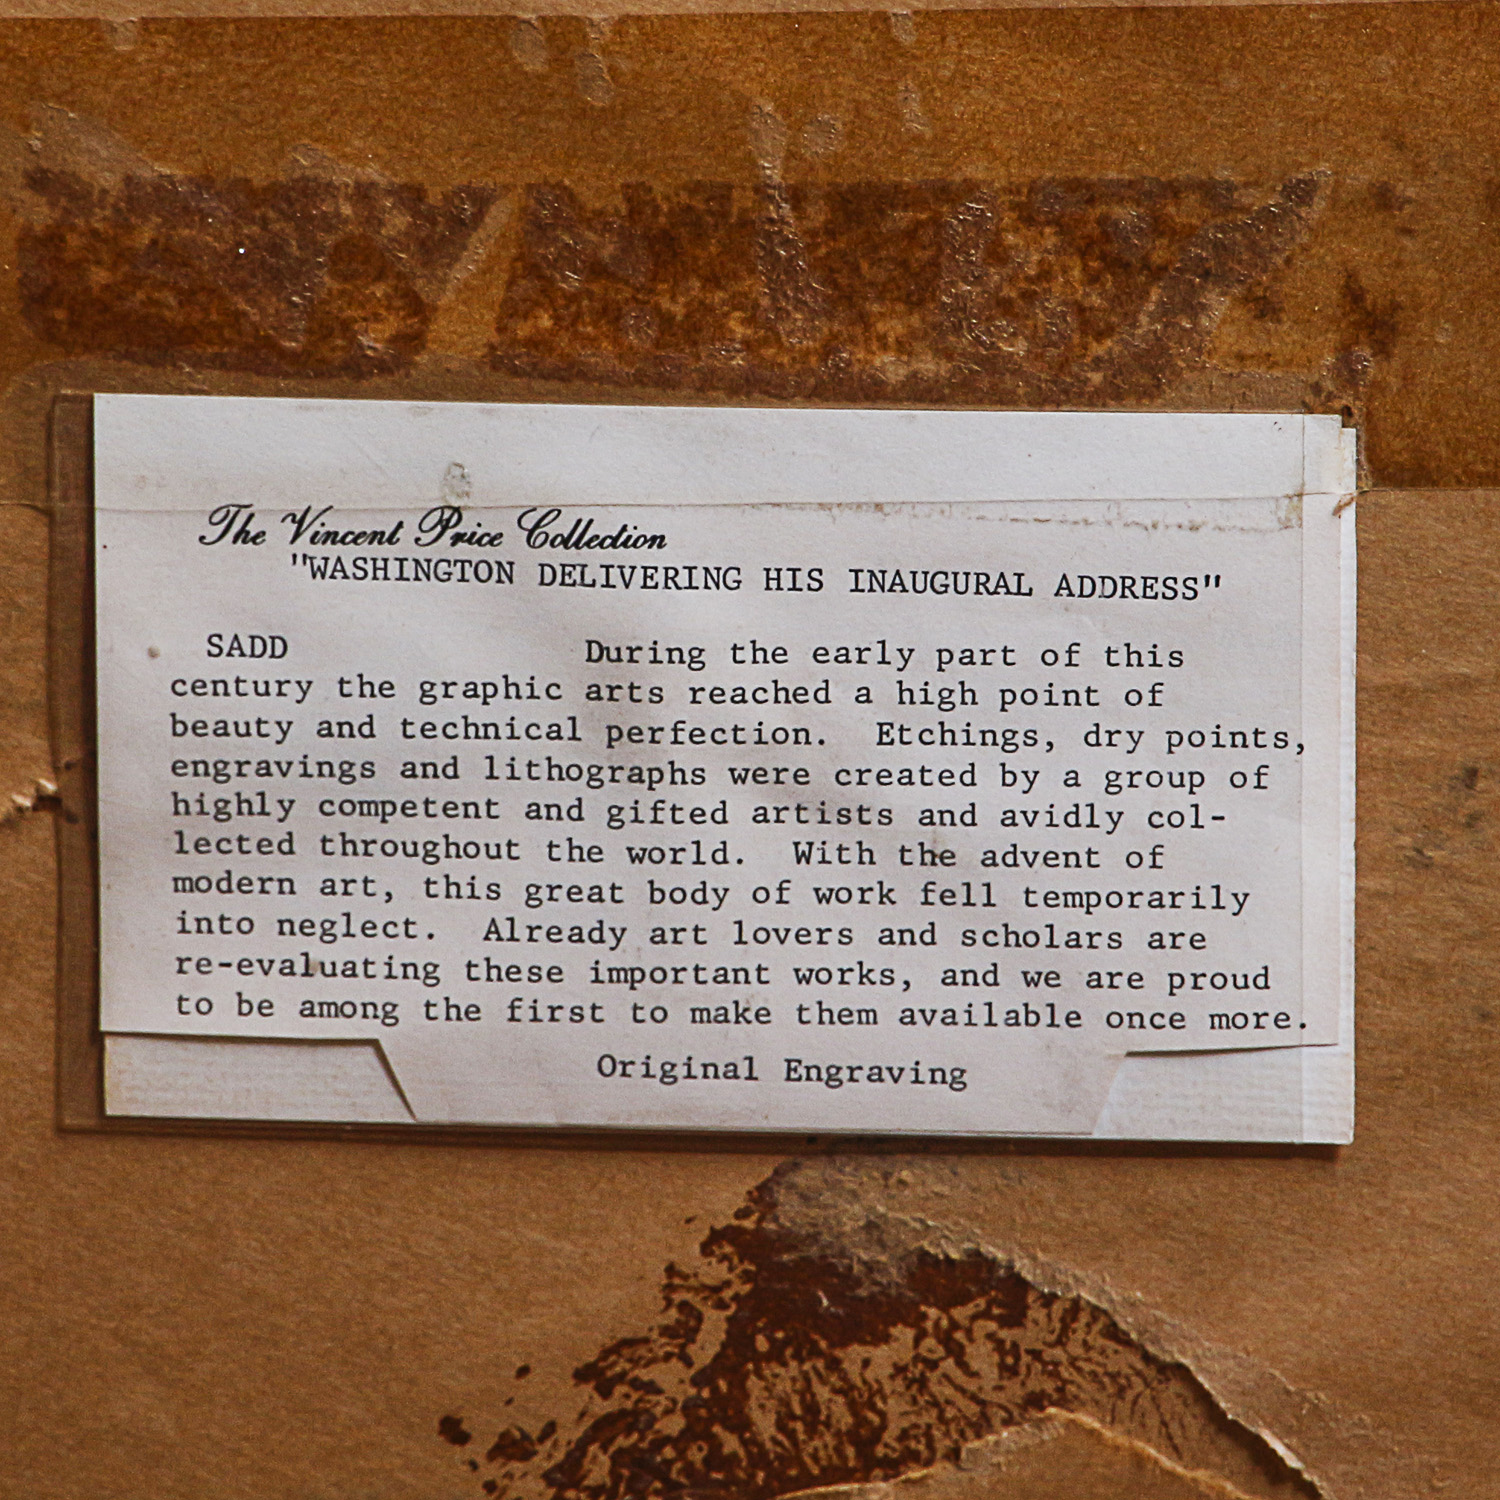 The Vincent Price Collection
"WASHINGTON DELIVERING HIS INAUGURAL ADDRESS"
SADD During the early part of this
century the graphic arts reached a high point of
beauty and technical perfection. Etchings, dry points,
engravings and lithographs were created by a group of
highly competent and gifted artists and avidly col-
lected throughout the world. With the advent of
modern art, this great body of work fell temporarily
into neglect. Already art lovers and scholars are
re-evaluating these important works, and we are proud
to be among the first to make them available once more.
Original Engraving